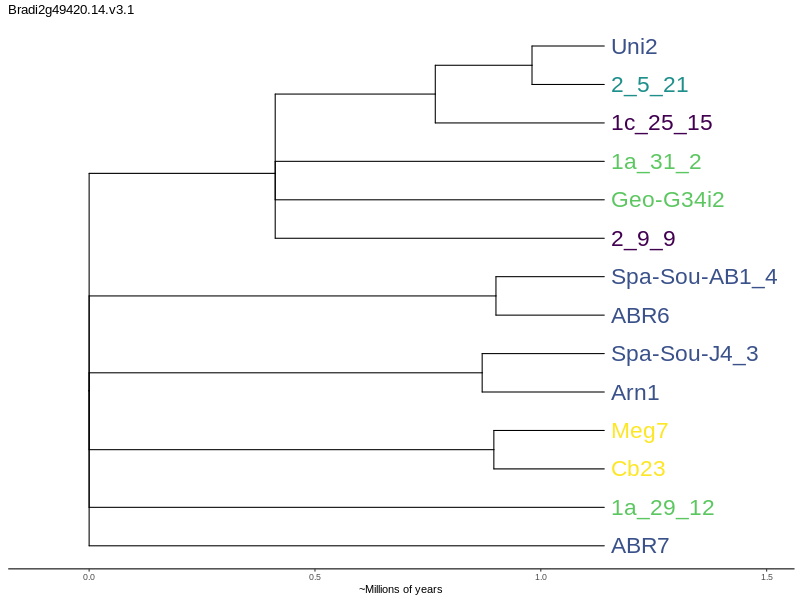 Bradi2g49420.14.v3.1
Uni2
2_5_21
1c_25_15
1a_31_2
Geo-G34i2
2_9_9
Spa-Sou-AB1_4
ABR6
Spa-Sou-J4_3
Arn1
Meg7
Cb23
1a_29_12
ABR7
0.0 0.5 1.0 1.5
~Millions of years